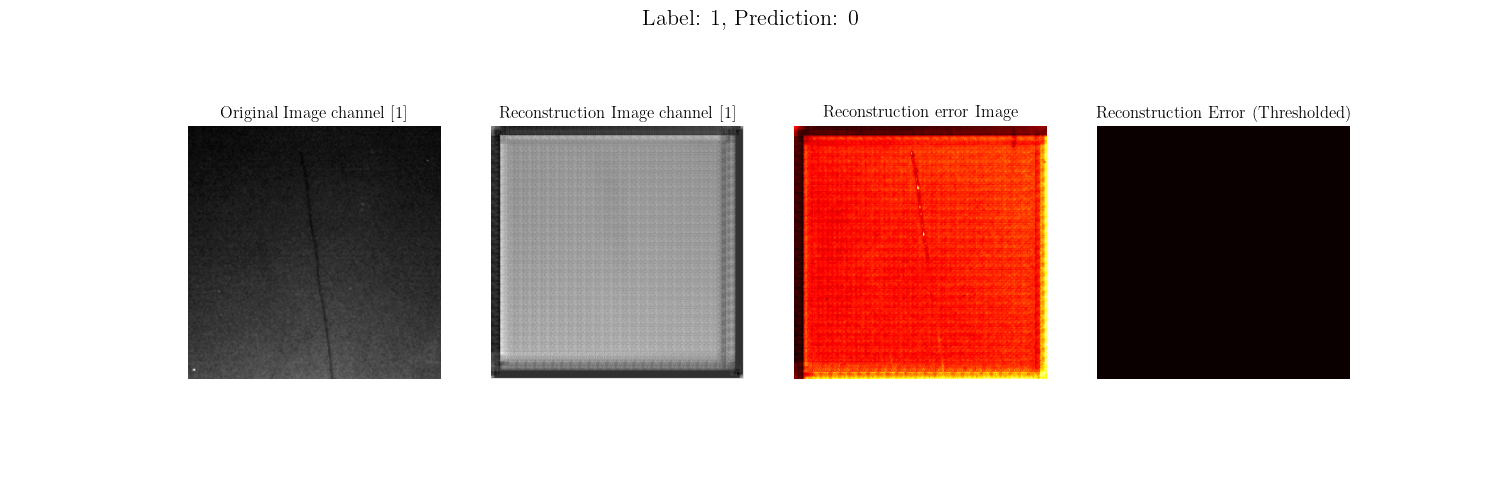 Label: 1, Prediction: 0
Original Image channel [1]
Reconstruction Image channel [1]
Reconstruction error Image
Reconstruction Error (Thresholded)